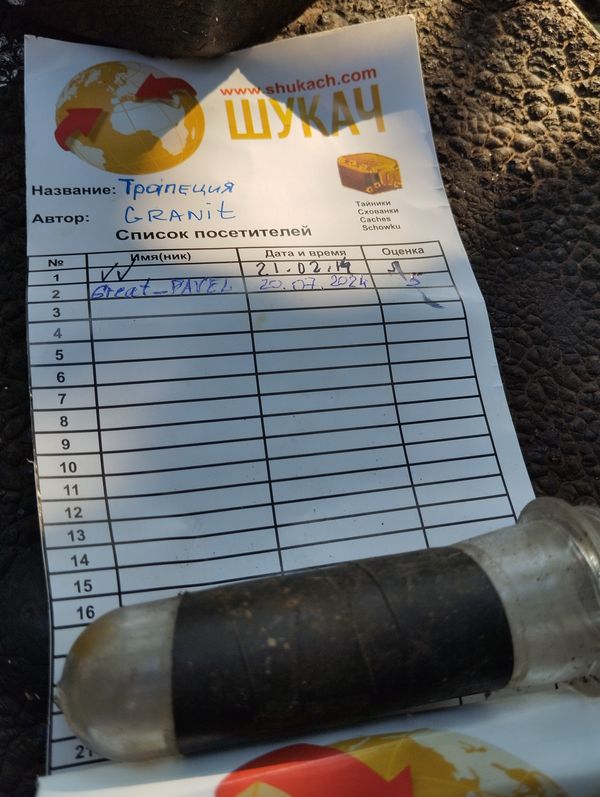 www.shukach.com
ШУКАЧ
Название: Трапеция
Автор: GRANIT
Тайники
Схованки
Caches
Schowku
Список посетителей
№ Имя(ник) Дата и время Оценка
1 21.02.19
2 Great_PAVEL 20.07.2024 5
3
4
5
6
7
8
9
10
11
12
13
14
15
16